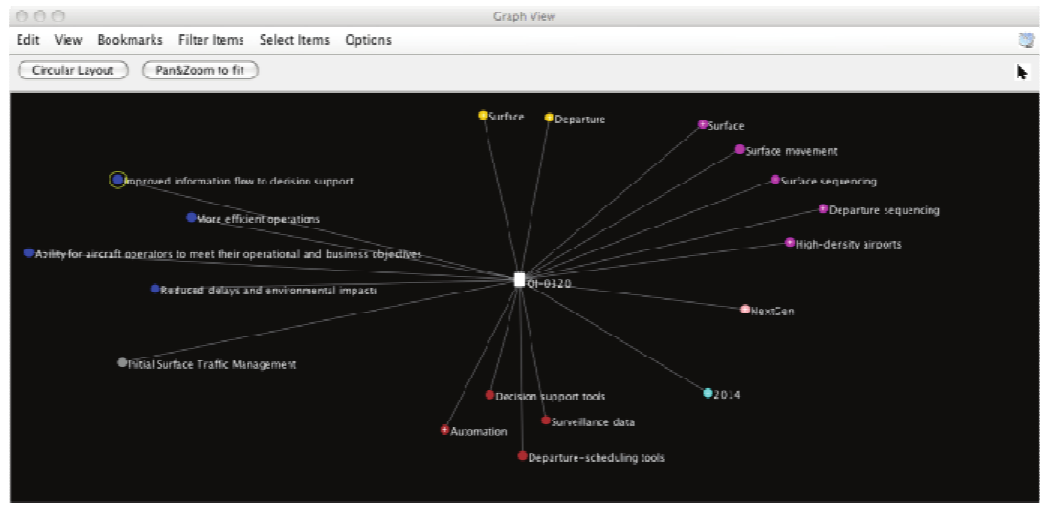 Graph View
Edit View Bookmarks Filter Items Select Items Options
Circular Layout Pan&Zoom to fit
Surface
Departure
Surface
Surface movement
Surface sequencing
Departure sequencing
High-density airports
Improved information flow to decision support
More efficient operations
Ability for aircraft operators to meet their operational and business objectives
Reduced delays and environmental impacts
OI-0320
NextGen
Initial Surface Traffic Management
2014
Decision support tools
Surveillance data
Automation
Departure-scheduling tools